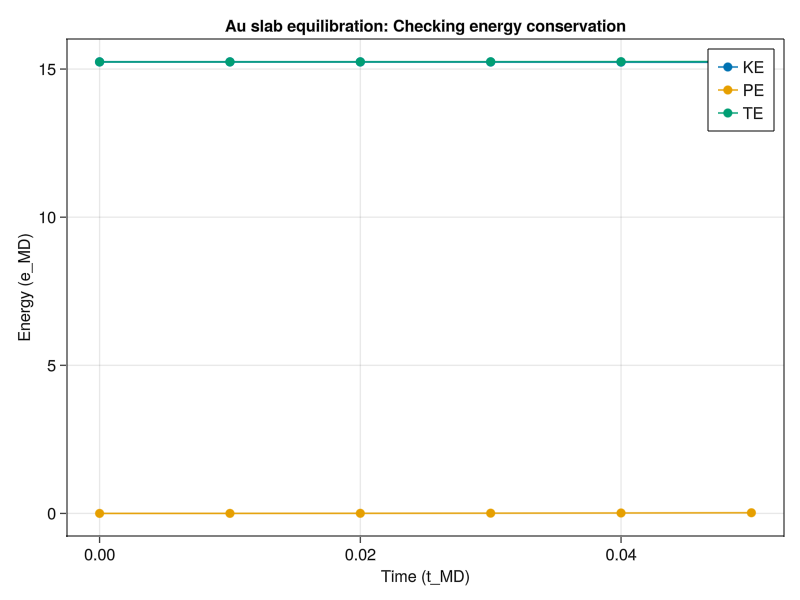 Au slab equilibration: Checking energy conservation
15
10
5
0
Energy (e_MD)
KE
PE
TE
0.00
0.02
0.04
Time (t_MD)